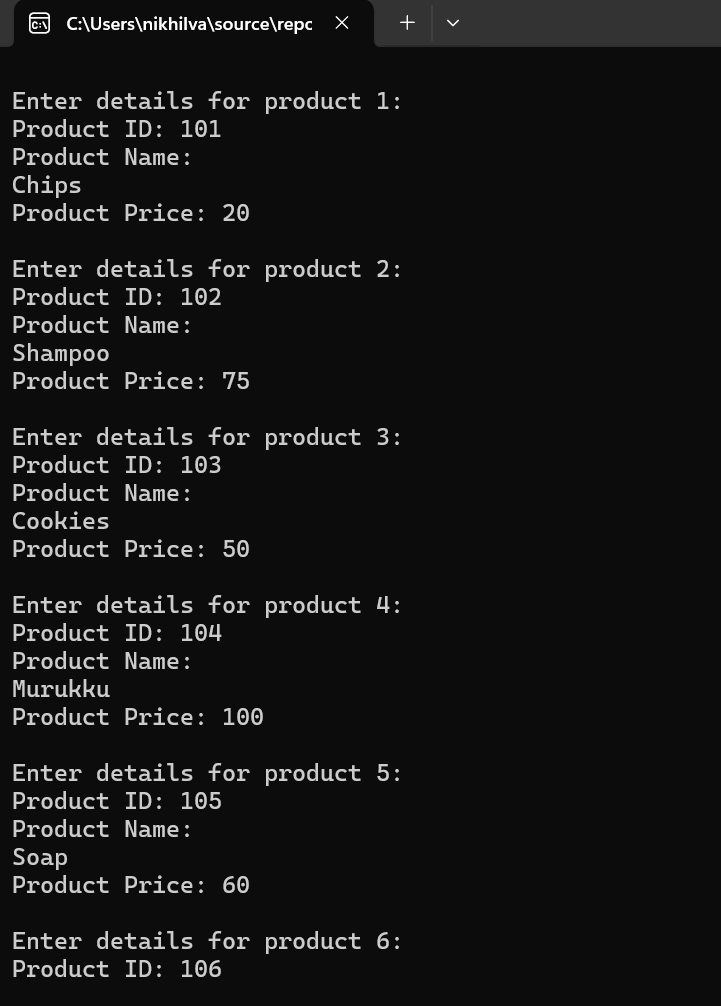 C:\Users\nikhilva\source\repc
Enter details for product 1:
Product ID: 101
Product Name:
Chips
Product Price: 20
Enter details for product 2:
Product ID: 102
Product Name:
Shampoo
Product Price: 75
Enter details for product 3:
Product ID: 103
Product Name:
Cookies
Product Price: 50
Enter details for product 4:
Product ID: 104
Product Name:
Murukku
Product Price: 100
Enter details for product 5:
Product ID: 105
Product Name:
Soap
Product Price: 60
Enter details for product 6:
Product ID: 106